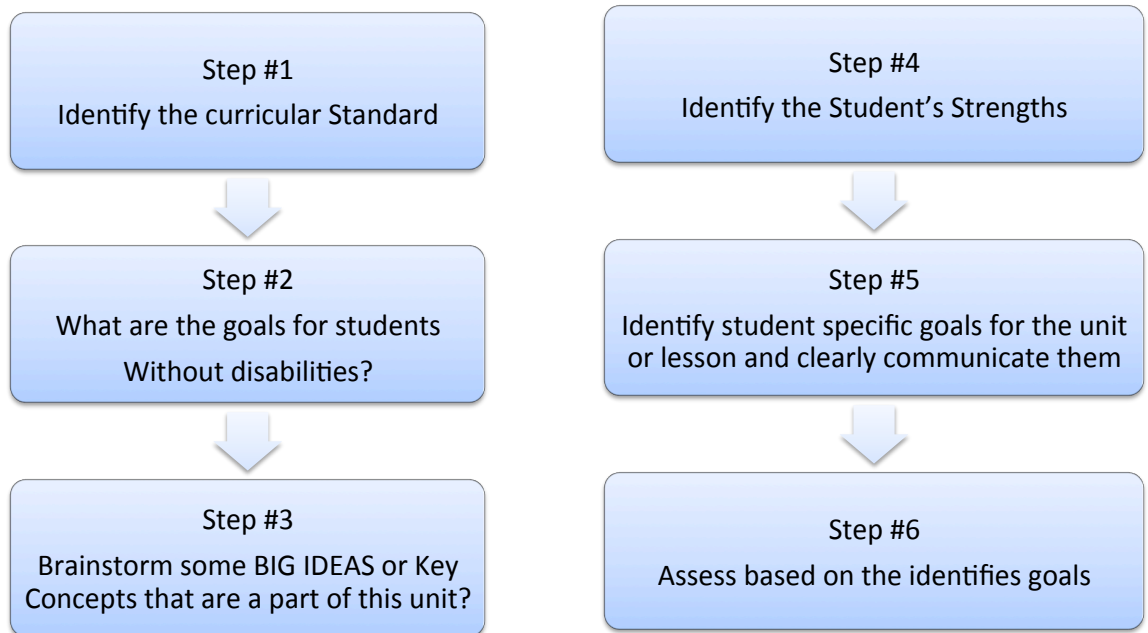 Step #1
Identify the curricular Standard
Step #2
What are the goals for students
Without disabilities?
Step #3
Brainstorm some BIG IDEAS or Key
Concepts that are a part of this unit?
Step #4
Identify the Student’s Strengths
Step #5
Identify student specific goals for the unit
or lesson and clearly communicate them
Step #6
Assess based on the identifies goals